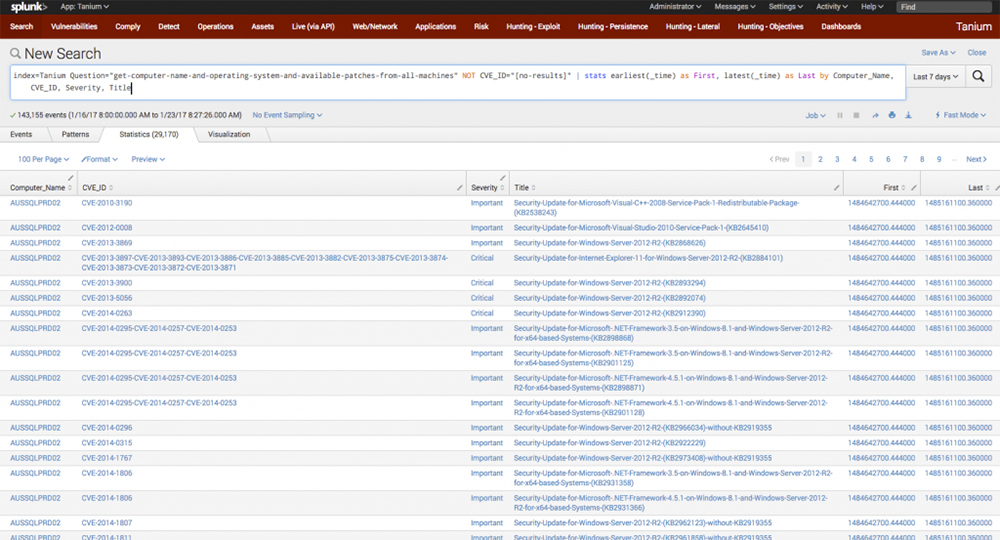 splunk> App: Tanium Administrator Messages Settings Activity Help Find
Search Vulnerabilities Comply Detect Operations Assets Live (via API) Web/Network Applications Risk Hunting - Exploit Hunting - Persistence Hunting - Lateral Hunting - Objectives Dashboards Tanium
New Search Save As Close
index=Tanium Question="get-computer-name-and-operating-system-and-available-patches-from-all-machines" NOT CVE_ID="[no-results]" | stats earliest(_time) as First, latest(_time) as Last by Computer_Name,
CVE_ID, Severity, Title
Last 7 days
143,155 events (1/16/17 8:00:00.000 AM to 1/23/17 8:27:26.000 AM) No Event Sampling Job Fast Mode
Events Patterns Statistics (29,170) Visualization
100 Per Page Format Preview < Prev 1 2 3 4 5 6 7 8 9 ... Next >
Computer_Name CVE_ID Severity Title First Last
AUSSQLPRD02 CVE-2010-3190 Important Security-Update-for-Microsoft-Visual-C++-2008-Service-Pack-1-Redistributable-Package- 1484642700.444000 1485161100.360000
(KB2538243)
AUSSQLPRD02 CVE-2012-0008 Important Security-Update-for-Microsoft-Visual-Studio-2010-Service-Pack-1-(KB2645410) 1484642700.444000 1485161100.360000
AUSSQLPRD02 CVE-2013-3869 Important Security-Update-for-Windows-Server-2012-R2-(KB2868626) 1484642700.444000 1485161100.360000
AUSSQLPRD02 CVE-2013-3897-CVE-2013-3893-CVE-2013-3886-CVE-2013-3885-CVE-2013-3882-CVE-2013-3875-CVE-2013-3874- Critical Security-Update-for-Internet-Explorer-11-for-Windows-Server-2012-R2-(KB2884101) 1484642700.444000 1485161100.360000
CVE-2013-3873-CVE-2013-3872-CVE-2013-3871
AUSSQLPRD02 CVE-2013-3900 Critical Security-Update-for-Windows-Server-2012-R2-(KB2893294) 1484642700.444000 1485161100.360000
AUSSQLPRD02 CVE-2013-5056 Critical Security-Update-for-Windows-Server-2012-R2-(KB2892074) 1484642700.444000 1485161100.360000
AUSSQLPRD02 CVE-2014-0263 Critical Security-Update-for-Windows-Server-2012-R2-(KB2912390) 1484642700.444000 1485161100.360000
AUSSQLPRD02 CVE-2014-0295-CVE-2014-0257-CVE-2014-0253 Important Security-Update-for-Microsoft-.NET-Framework-3.5-on-Windows-8.1-and-Windows-Server-2012-R2- 1484642700.444000 1485161100.360000
for-x64-based-Systems-(KB2898868)
AUSSQLPRD02 CVE-2014-0295-CVE-2014-0257-CVE-2014-0253 Important Security-Update-for-Microsoft-.NET-Framework-3.5-on-Windows-8.1-and-Windows-Server-2012-R2- 1484642700.444000 1485161100.360000
for-x64-based-Systems-(KB2901125)
AUSSQLPRD02 CVE-2014-0295-CVE-2014-0257-CVE-2014-0253 Important Security-Update-for-Microsoft-.NET-Framework-4.5.1-on-Windows-8.1-and-Windows-Server-2012- 1484642700.444000 1485161100.360000
R2-for-x64-based-Systems-(KB2898871)
AUSSQLPRD02 CVE-2014-0295-CVE-2014-0257-CVE-2014-0253 Important Security-Update-for-Microsoft-.NET-Framework-4.5.1-on-Windows-8.1-and-Windows-Server-2012- 1484642700.444000 1485161100.360000
R2-for-x64-based-Systems-(KB2901128)
AUSSQLPRD02 CVE-2014-0296 Important Security-Update-for-Windows-Server-2012-R2-(KB2966034)-without-KB2919355 1484642700.444000 1485161100.360000
AUSSQLPRD02 CVE-2014-0315 Important Security-Update-for-Windows-Server-2012-R2-(KB2922229) 1484642700.444000 1485161100.360000
AUSSQLPRD02 CVE-2014-1767 Important Security-Update-for-Windows-Server-2012-R2-(KB2973408)-without-KB2919355 1484642700.444000 1485161100.360000
AUSSQLPRD02 CVE-2014-1806 Important Security-Update-for-Microsoft-.NET-Framework-3.5-on-Windows-8.1-and-Windows-Server-2012-R2- 1484642700.444000 1485161100.360000
for-x64-based-Systems-(KB2931358)
AUSSQLPRD02 CVE-2014-1806 Important Security-Update-for-Microsoft-.NET-Framework-4.5.1-on-Windows-8.1-and-Windows-Server-2012- 1484642700.444000 1485161100.360000
R2-for-x64-based-Systems-(KB2931366)
AUSSQLPRD02 CVE-2014-1807 Important Security-Update-for-Windows-Server-2012-R2-(KB2962123)-without-KB2919355 1484642700.444000 1485161100.360000
AUSSQLPRD02 CVE-2014-1811 Important Security-Update-for-Windows-Server-2012-R2-(KB2961858)-without-KB2919355 1484642700.444000 1485161100.360000